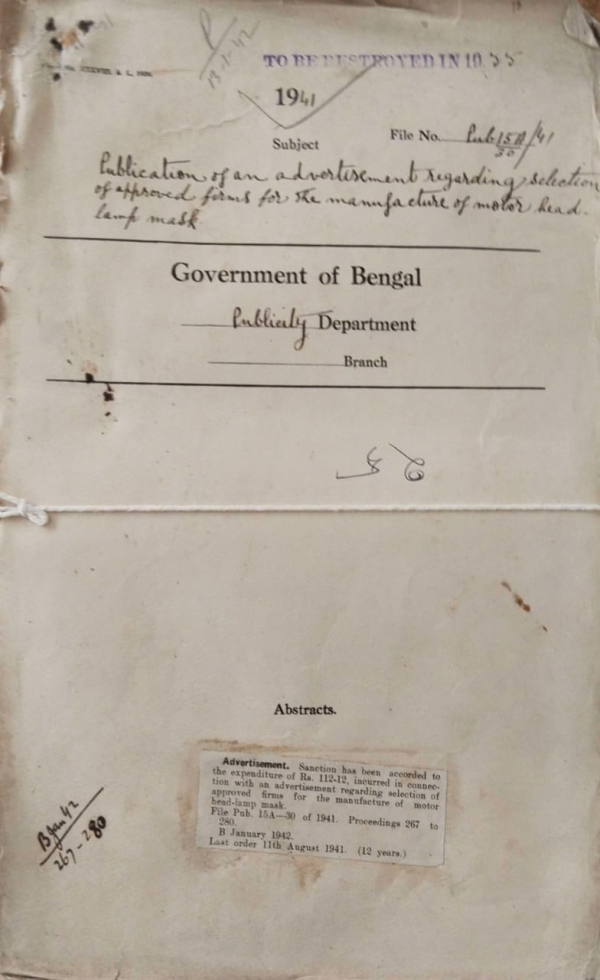 13-1-42
TO BE DESTROYED IN 1955
1941
File No. Pub 15A/30/41
Subject
Publication of an advertisement regarding selection
of approved firms for the manufacture of motor head-
lamp mask
Government of Bengal
Publicity Department
Branch
Abstracts.
Advertisement. Sanction has been accorded to
the expenditure of Rs. 112-12, incurred in connec-
tion with an advertisement regarding selection of
approved firms for the manufacture of motor
head-lamp mask.
File Pub. 15A—30 of 1941. Proceedings 267 to
280.
B January 1942.
Last order 11th August 1941. (12 years.)
B Jan 42
267-280